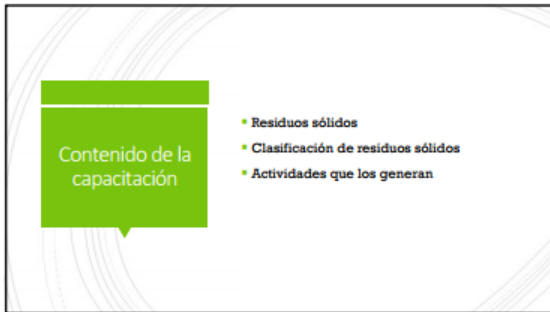 Contenido de la
capacitación
Residuos sólidos
Clasificación de residuos sólidos
Actividades que los generan